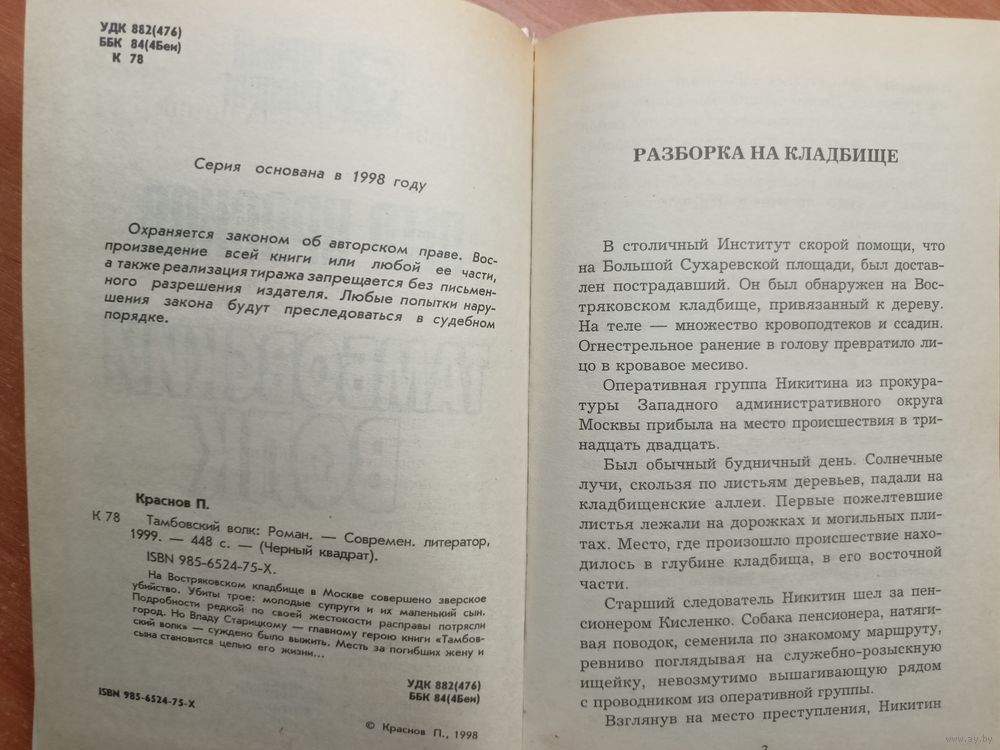 УДК 882(476)
ББК 84(4Беи)
К 78
Серия основана в 1998 году
Охраняется законом об авторском праве. Вос-
произведение всей книги или любой ее части,
а также реализация тиража запрещается без письмен-
ного разрешения издателя. Любые попытки нару-
шения закона будут преследоваться в судебном
порядке.
Краснов П.
К 78 Тамбовский волк: Роман. — Современ. литератор,
1999. — 448 с. — (Черный квадрат).
ISBN 985-6524-75-X.
На Востряковском кладбище в Москве совершено зверское
убийство. Убиты трое: молодые супруги и их маленький сын.
Подробности редкой по своей жестокости расправы потрясли
город. Но Владу Старицкому — главному герою книги «Тамбов-
ский волк» — суждено было выжить. Месть за погибших жену и
сына становится целью его жизни...
УДК 882(476)
ББК 84(4Беи)
ISBN 985-6524-75-X
© Краснов П., 1998
РАЗБОРКА НА КЛАДБИЩЕ
В столичный Институт скорой помощи, что
на Большой Сухаревской площади, был достав-
лен пострадавший. Он был обнаружен на Вос-
тряковском кладбище, привязанный к дереву.
На теле — множество кровоподтеков и ссадин.
Огнестрельное ранение в голову превратило ли-
цо в кровавое месиво.
Оперативная группа Никитина из прокура-
туры Западного административного округа
Москвы прибыла на место происшествия в три-
надцать двадцать.
Был обычный будничный день. Солнечные
лучи, скользя по листьям деревьев, падали на
кладбищенские аллеи. Первые пожелтевшие
листья лежали на дорожках и могильных пли-
тах. Место, где произошло происшествие нахо-
дилось в глубине кладбища, в его восточной
части.
Старший следователь Никитин шел за пен-
сионером Кисленко. Собака пенсионера, натяги-
вая поводок, семенила по знакомому маршруту,
ревниво поглядывая на служебно-розыскную
ищейку, невозмутимо вышагивающую рядом
с проводником из оперативной группы.
Взглянув на место преступления, Никитин
www.ay.by